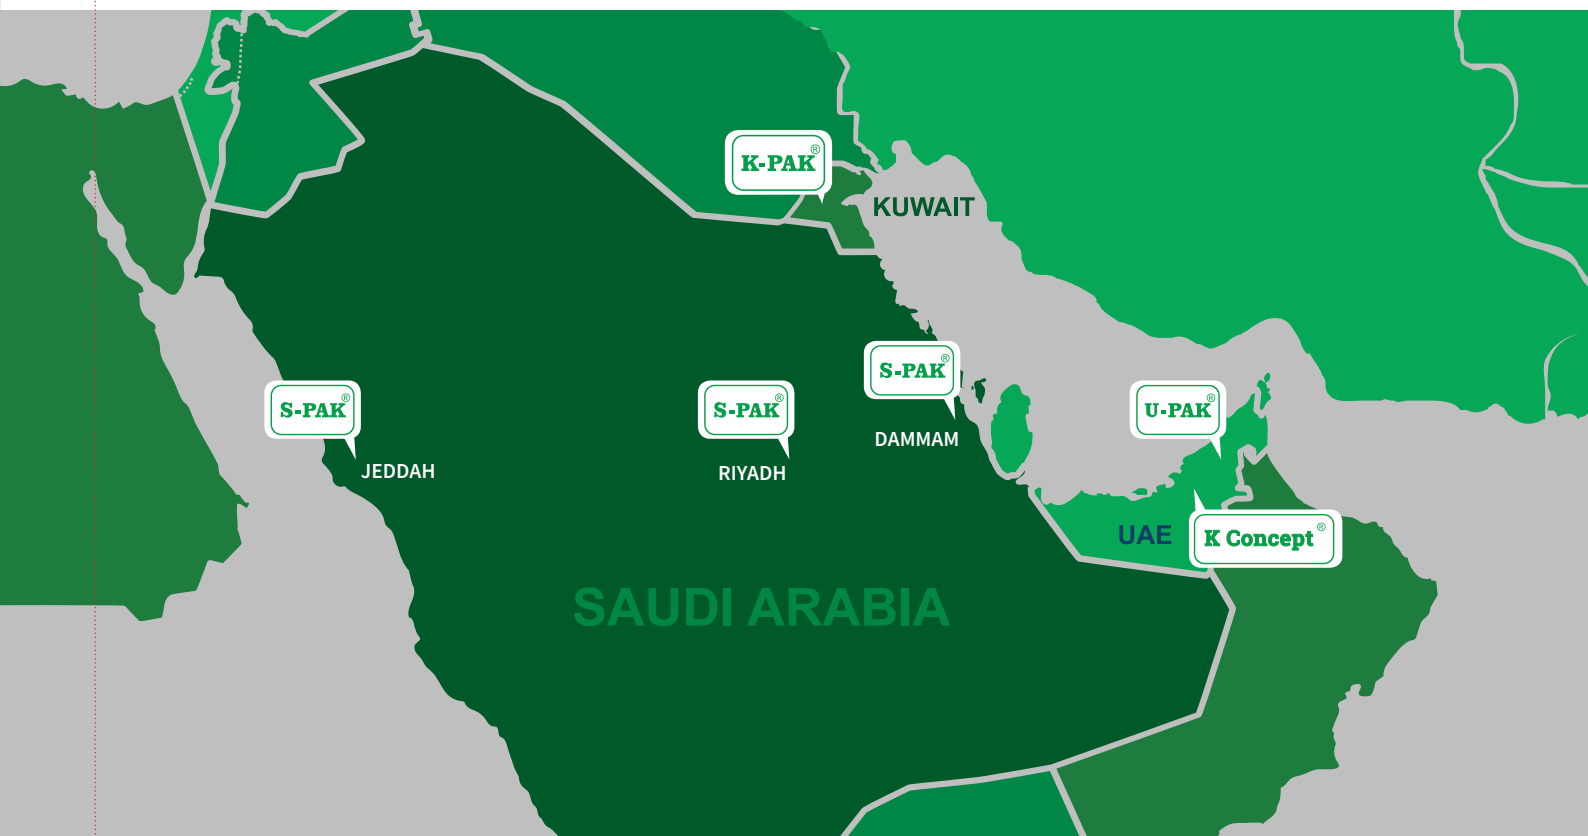 K-PAK®
KUWAIT
S-PAK®
DAMMAM
S-PAK®
JEDDAH
S-PAK®
RIYADH
U-PAK®
UAE
K Concept®
SAUDI ARABIA